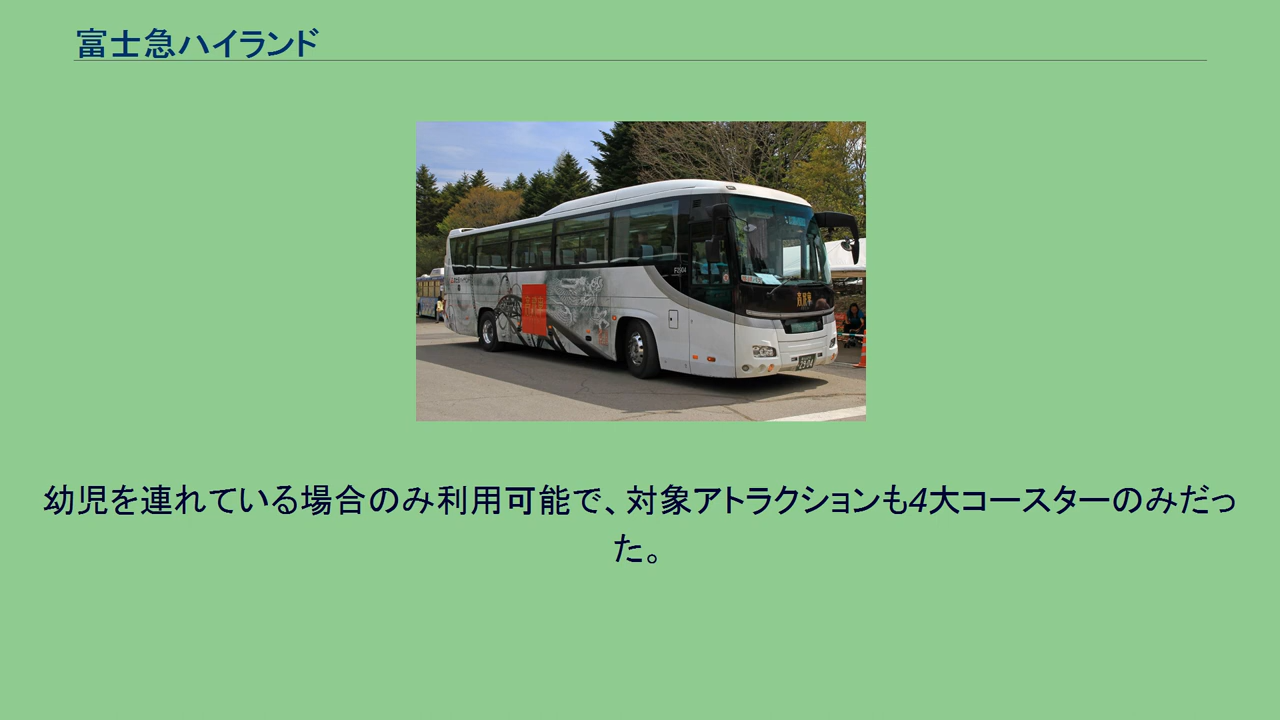 富士急ハイランド
幼児を連れている場合のみ利用可能で、対象アトラクションも4大コースターのみだっ
た。